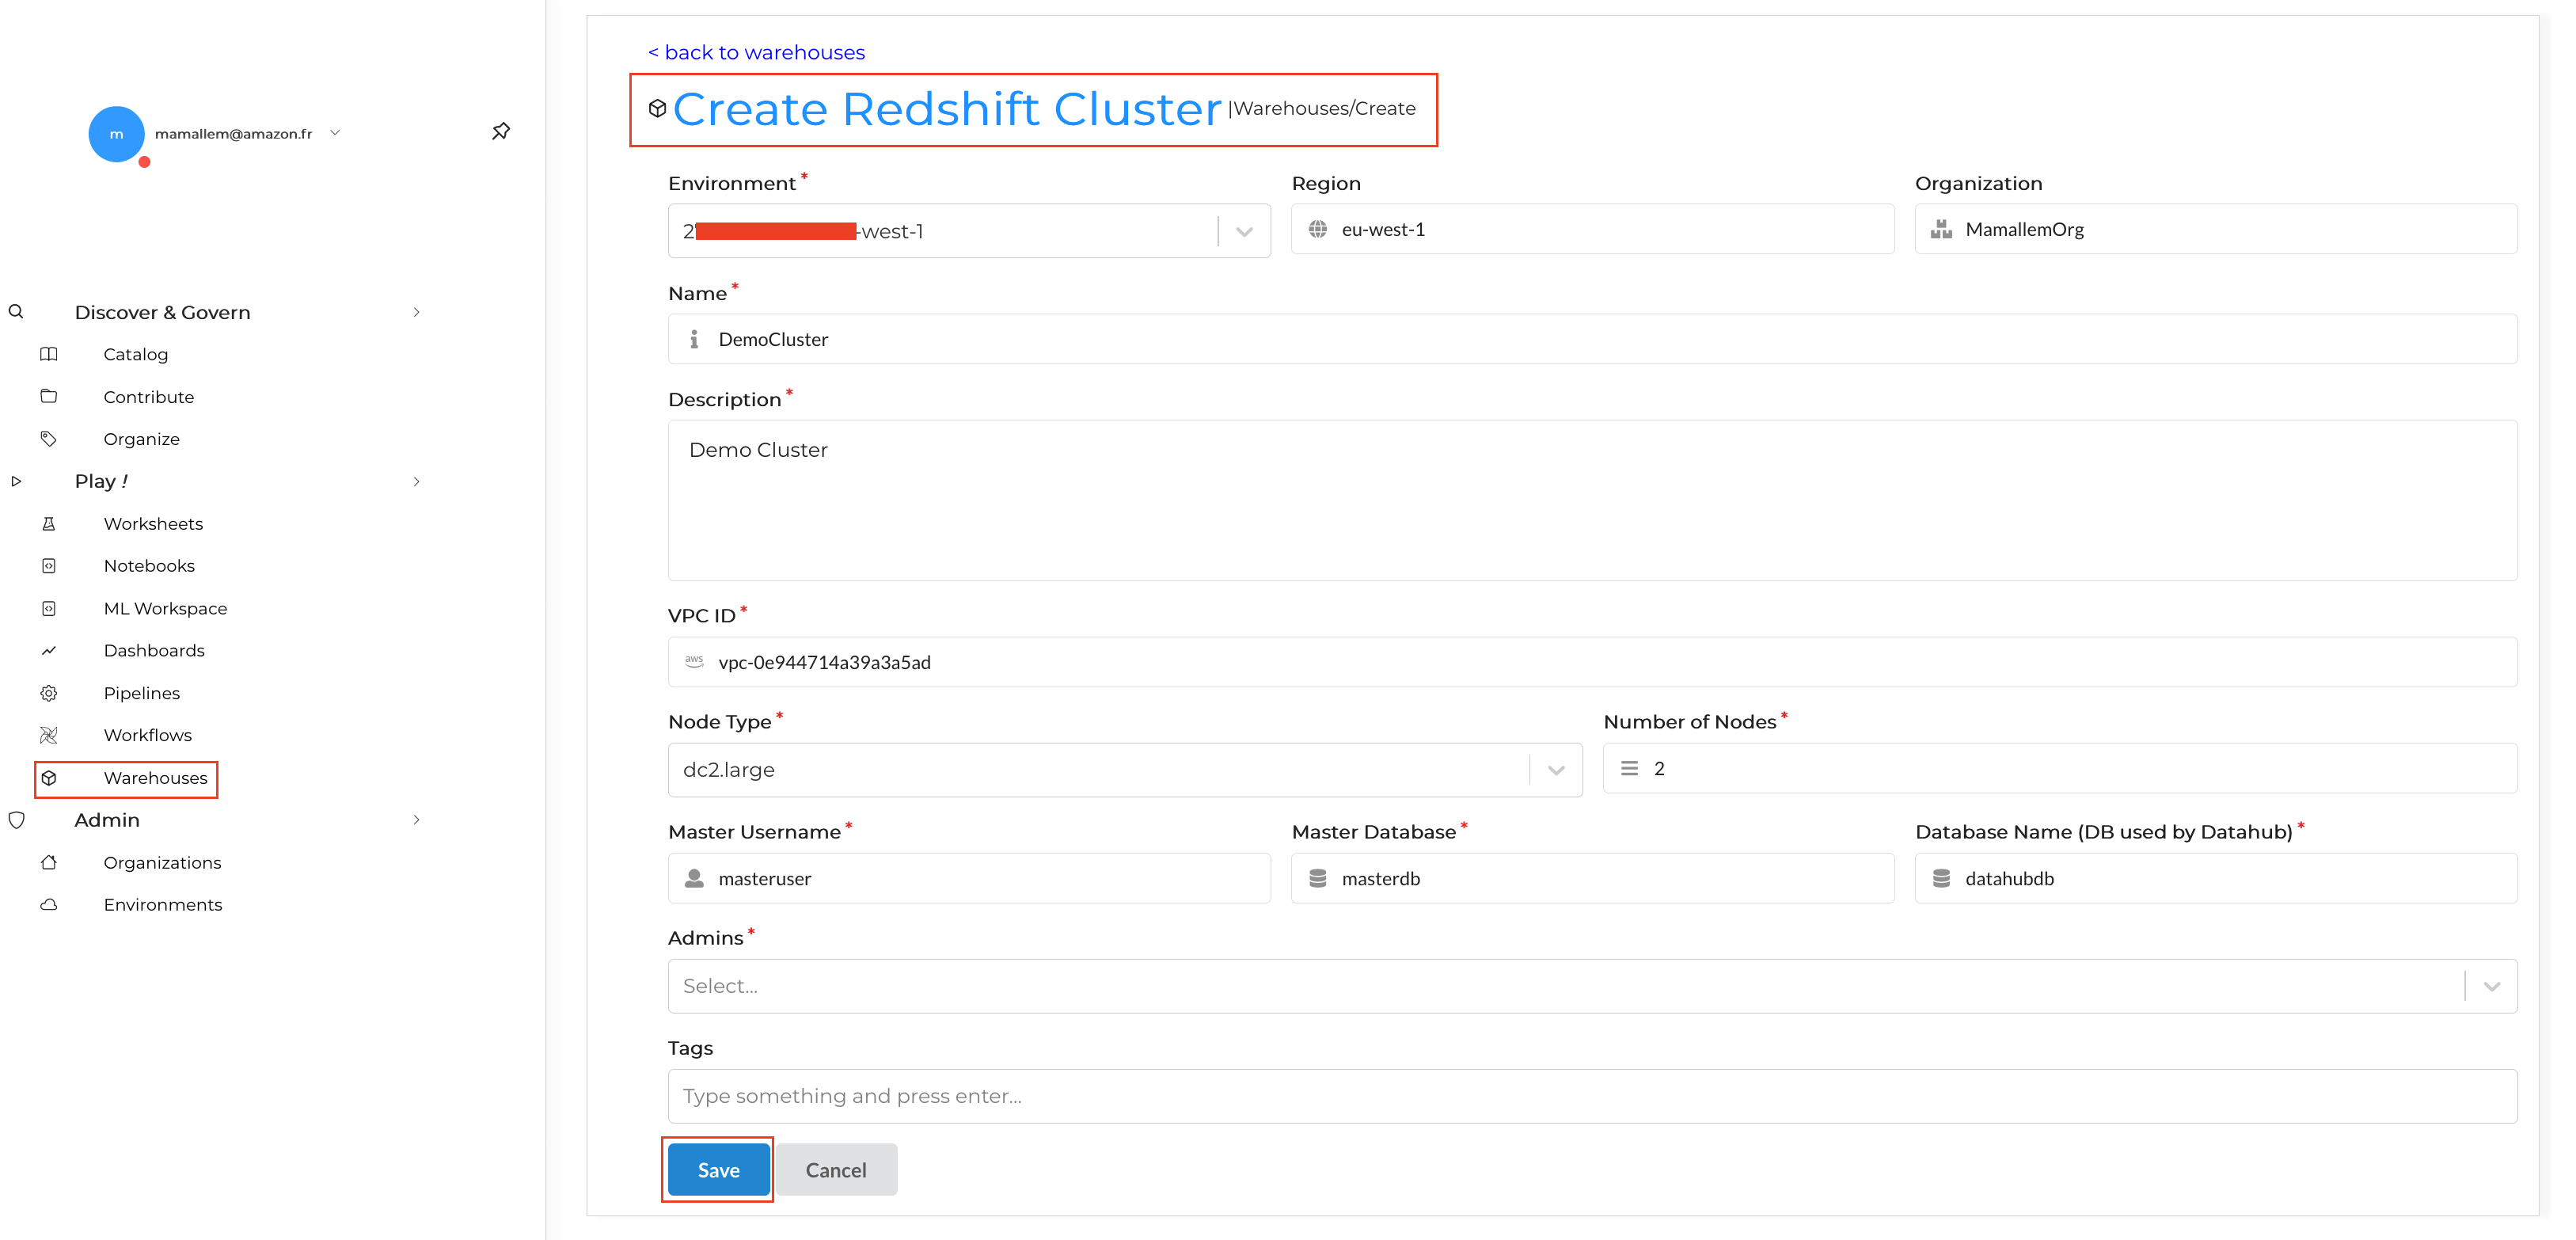 m
mamallem@amazon.fr
Discover & Govern
Catalog
Contribute
Organize
Play !
Worksheets
Notebooks
ML Workspace
Dashboards
Pipelines
Workflows
Warehouses
Admin
Organizations
Environments
< back to warehouses
Create Redshift Cluster |Warehouses/Create
Environment * Region Organization
2 -west-1 eu-west-1 MamallemOrg
Name *
DemoCluster
Description *
Demo Cluster
VPC ID *
aws vpc-0e944714a39a3a5ad
Node Type * Number of Nodes *
dc2.large 2
Master Username * Master Database * Database Name (DB used by Datahub) *
masteruser masterdb datahubdb
Admins *
Select...
Tags
Type something and press enter...
Save Cancel